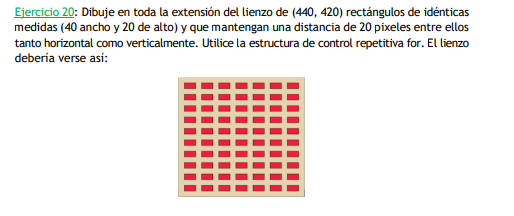 Ejercicio 20: Dibuje en toda la extensión del lienzo de (440, 420) rectángulos de idénticas
medidas (40 ancho y 20 de alto) y que mantengan una distancia de 20 pixeles entre ellos
tanto horizontal como verticalmente. Utilice la estructura de control repetitiva for. El lienzo
debería verse así: